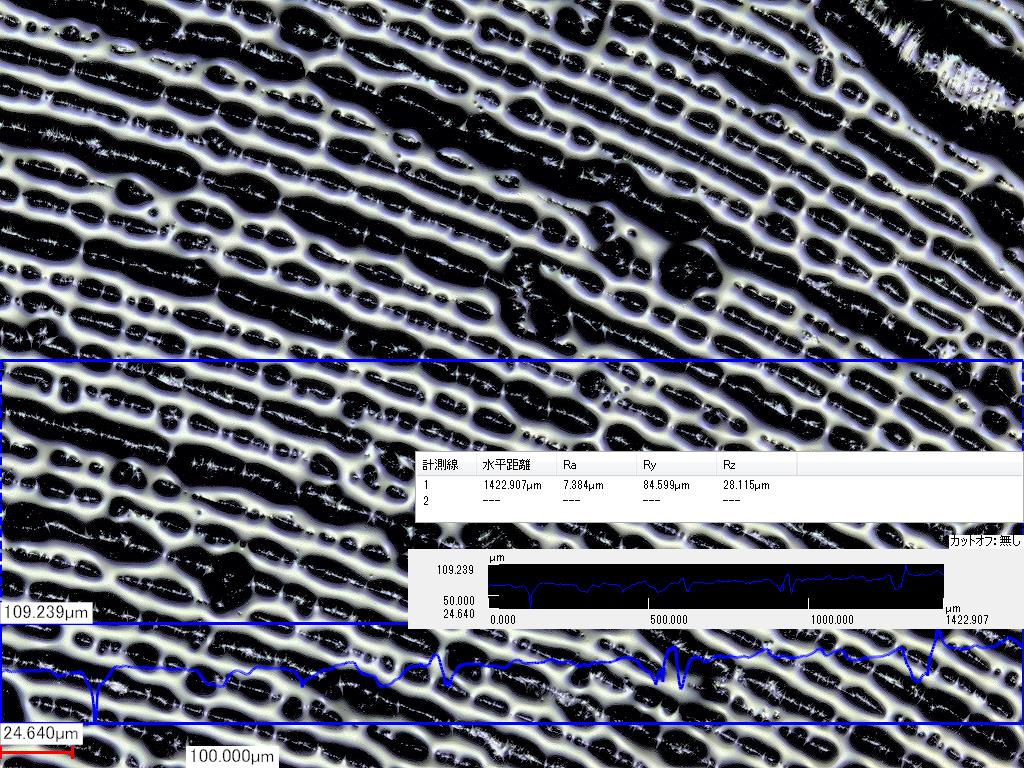 計測線 水平距離 Ra Ry Rz
1 1422.907μm 7.384μm 84.599μm 28.115μm
2 --- --- --- ---
カットオフ: 無し
μm
109.239
50.000
24.640
0.000 500.000 1000.000 1422.907
μm
109.239μm
24.640μm
100.000μm